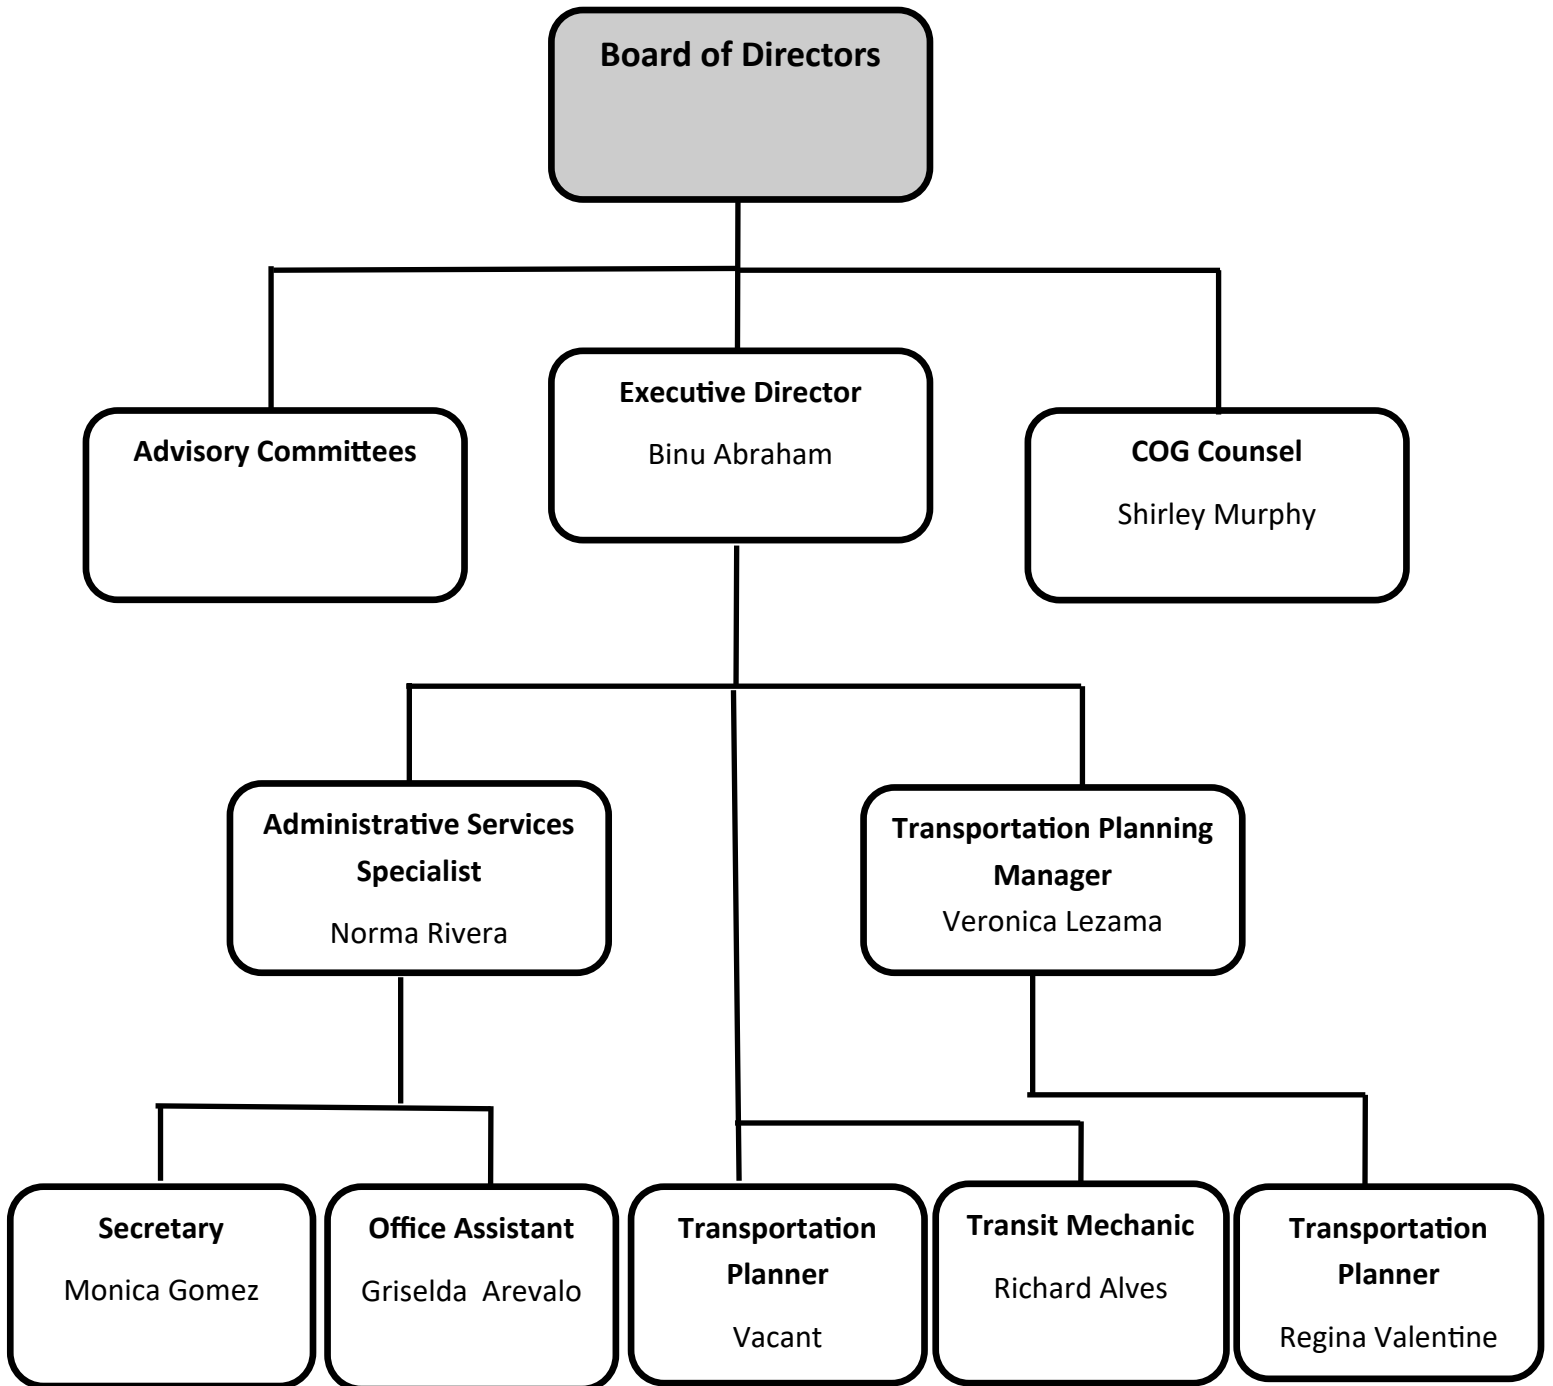 Board of Directors
Executive Director
Binu Abraham
Advisory Committees
COG Counsel
Shirley Murphy
Administrative Services
Specialist
Norma Rivera
Transportation Planning
Manager
Veronica Lezama
Secretary
Monica Gomez
Office Assistant
Griselda  Arevalo
Transportation
Planner
Vacant
Transit Mechanic
Richard Alves
Transportation
Planner
Regina Valentine